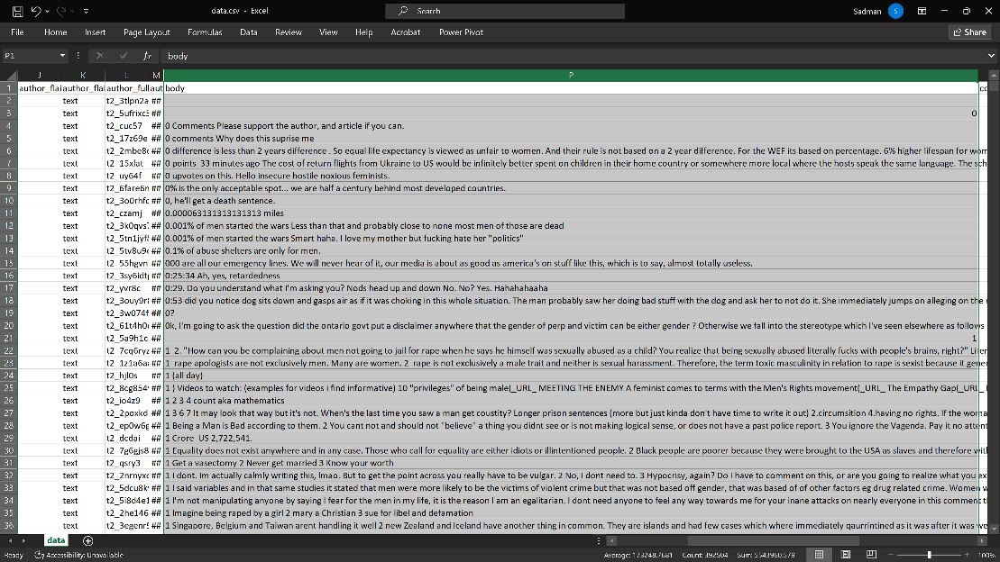 data.csv - Excel
Search
Sadman
S
File Home Insert Page Layout Formulas Data Review View Help Acrobat Power Pivot
Share
P1 fx body
J K L M P
1 author_flai author_flai author_full aut body
2 text t2_3tlpn2a ##
3 text t2_5ufrixc5 ## 0
4 text t2_cuc57 ## 0 Comments Please support the author, and article if you can.
5 text t2_17z69e ## 0 comments Why does this suprise me
6 text t2_2mbe8c ## 0 difference is less than 2 years difference . So equal life expectancy is viewed as unfair to women. And their rule is not based on a 2 year difference. For the WEF its based on percentage. 6% higher lifespan for wom
7 text t2_15xlat ## 0 points 33 minutes ago The cost of return flights from Ukraine to US would be infinitely better spent on children in their home country or somewhere more local where the hosts speak the same language. The sch
8 text t2_uy64f ## 0 upvotes on this. Hello insecure hostile noxious feminists.
9 text t2_6fare6n ## 0% is the only acceptable spot... we are half a century behind most developed countries.
10 text t2_3o0rhfc ## 0, he'll get a death sentence.
11 text t2_czamj ## 0.000063131313131313 miles
12 text t2_3k0qvs7 ## 0.001% of men started the wars Less than that and probably close to none most men of those are dead
13 text t2_5tn1jyf8 ## 0.001% of men started the wars Smart haha. I love my mother but fucking hate her "politics"
14 text t2_5tv8u9c ## 0.1% of abuse shelters are only for men.
15 text t2_55hgvn ## 000 are all our emergency lines. We will never hear of it, our media is about as good as america's on stuff like this, which is to say, almost totally useless.
16 text t2_3sy6idt ## 0:25:34 Ah, yes, retardedness
17 text t2_yvr8c ## 0:29. Do you understand what I'm asking you? Nods head up and down No. No? Yes. Hahahahaaha
18 text t2_3ouy9r8 ## 0:53 did you notice dog sits down and gasps air as if it was choking in this whole situation. The man probably saw her doing bad stuff with the dog and ask her to not do it. She immediately jumps on alleging on the
19 text t2_3w074f ## 0?
20 text t2_61t4h0 ## 0k, I'm going to ask the question did the ontario govt put a disclaimer anywhere that the gender of perp and victim can be either gender ? Otherwise we fall into the stereotype which I've seen elsewhere as follows
21 text t2_5a9h1c ## 1
22 text t2_7cq6ryz ## 1 2. "How can you be complaining about men not going to jail for rape when he says he himself was sexually abused as a child? You realize that being sexually abused literally fucks with people's brains, right?" Liter
23 text t2_1z1a6a ## 1 rape apologists are not exclusively men. Many are women. 2 rape is not exclusively a male trait and neither is sexual harassment. Therefore, the term toxic masculinity in relation to rape is sexist because it gene
24 text t2_hjl0s ## 1 (all day)
25 text t2_8cg854 ## 1 ) Videos to watch: (examples for videos i find informative) 10 "privileges" of being male(_URL_ MEETING THE ENEMY A feminist comes to terms with the Men's Rights movement(_URL_ The Empathy Gap(_URL_
26 text t2_io4z9 ## 1 2 3 4 count aka mathematics
27 text t2_2poxkd ## 1 3 6 7 It may look that way but it's not. When's the last time you saw a man get coustity? Longer prison sentences (more but just kinda don't have time to write it out) 2.circumsition 4.having no rights. If the woma
28 text t2_ep0w6g ## 1 Being a Man is Bad according to them. 2 You cant not and should not "believe" a thing you didnt see or is not making logical sense, or does not have a past police report. 3 You ignore the Vagenda. Pay it no atten
29 text t2_dcdai ## 1 Crore US 2,722,541.
30 text t2_7g6gjs8 ## 1 Equality does not exist anywhere and in any case. Those who call for equality are either idiots or illintentioned people. 2 Black people are poorer because they were brought to the USA as slaves and therefore wit
31 text t2_qsry3 ## 1 Get a vasectomy 2 Never get married 3 Know your worth
32 text t2_2nrnyx ## 1 I dont. Im actually calmly writing this, lmao. But to get the point across you really have to be vulgar. 2 No, I dont need to. 3 Hypocrisy, again? Do I have to comment on this, or are you going to realize what you
33 text t2_5dcu8k ## 1 I said variables and in that same studies it stated that men were more likely to be the victims of violent crime but that was not based off gender, that was based of of other factors eg drug related crime. Women
34 text t2_5i8d4e1 ## 1 I'm not manipulating anyone by saying I fear for the men in my life, it is the reason I am an egalitarian. I dont need anyone to feel any way towards me for your inane attacks on nearly everyone in this comment
35 text t2_2he146 ## 1 Imagine being raped by a girl 2 mary a Christian 3 sue for libel and defamation
36 text t2_3egenr9 ## 1 Singapore, Belgium and Taiwan arent handling it well 2 new Zealand and Iceland have another thing in common. They are islands and had few cases which where immediately qaurrintined as it was after it was
data
Ready Accessibility: Unavailable Average: 173248.7681 Count: 392504 Sum: 5543960.579 100%